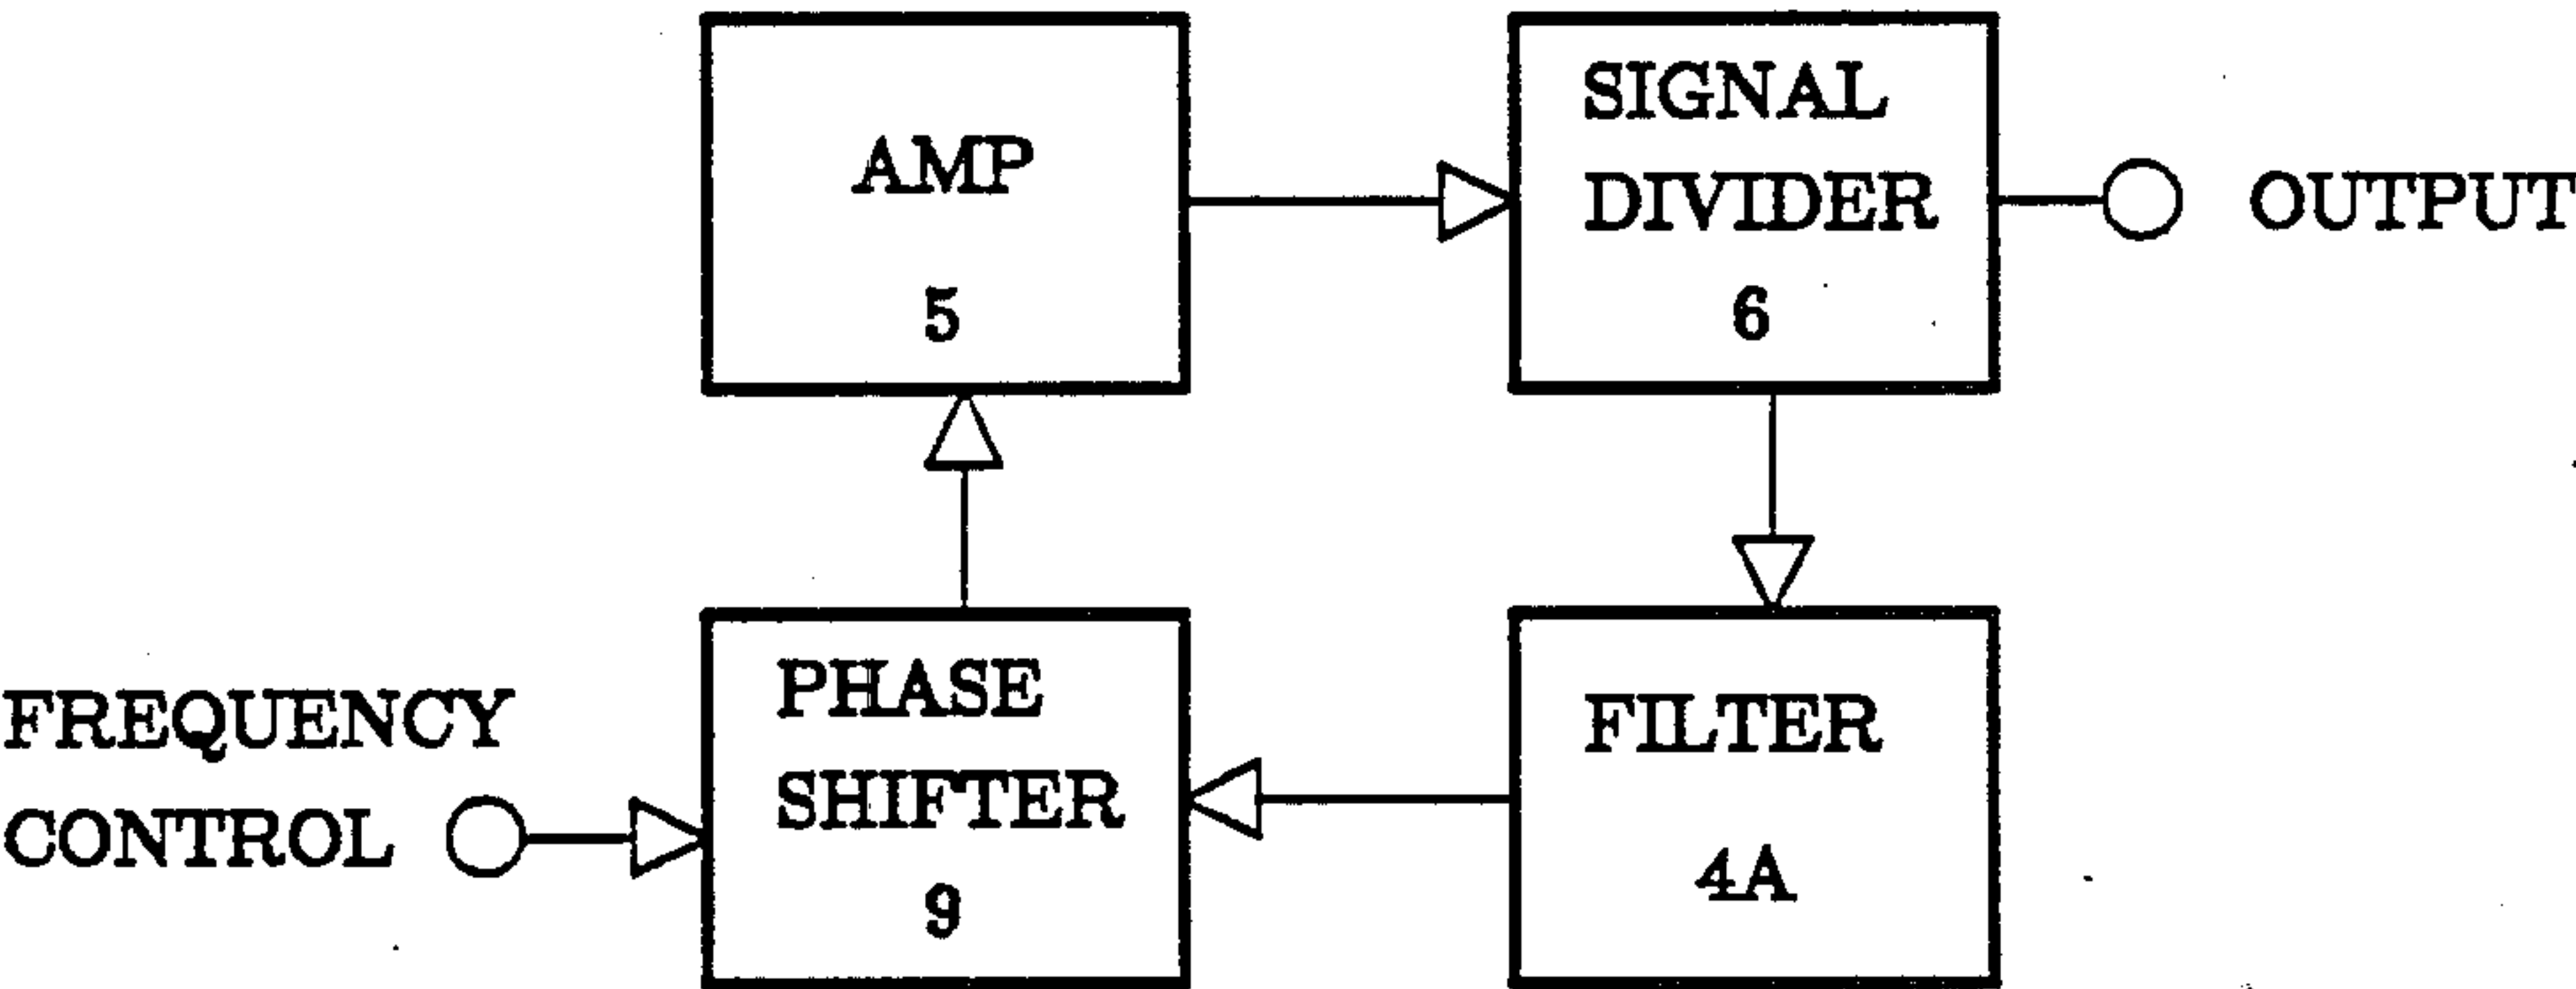 AMP
5
SIGNAL
DIVIDER
6
OUTPUT
FREQUENCY
CONTROL
PHASE
SHIFTER
9
FILTER
4A